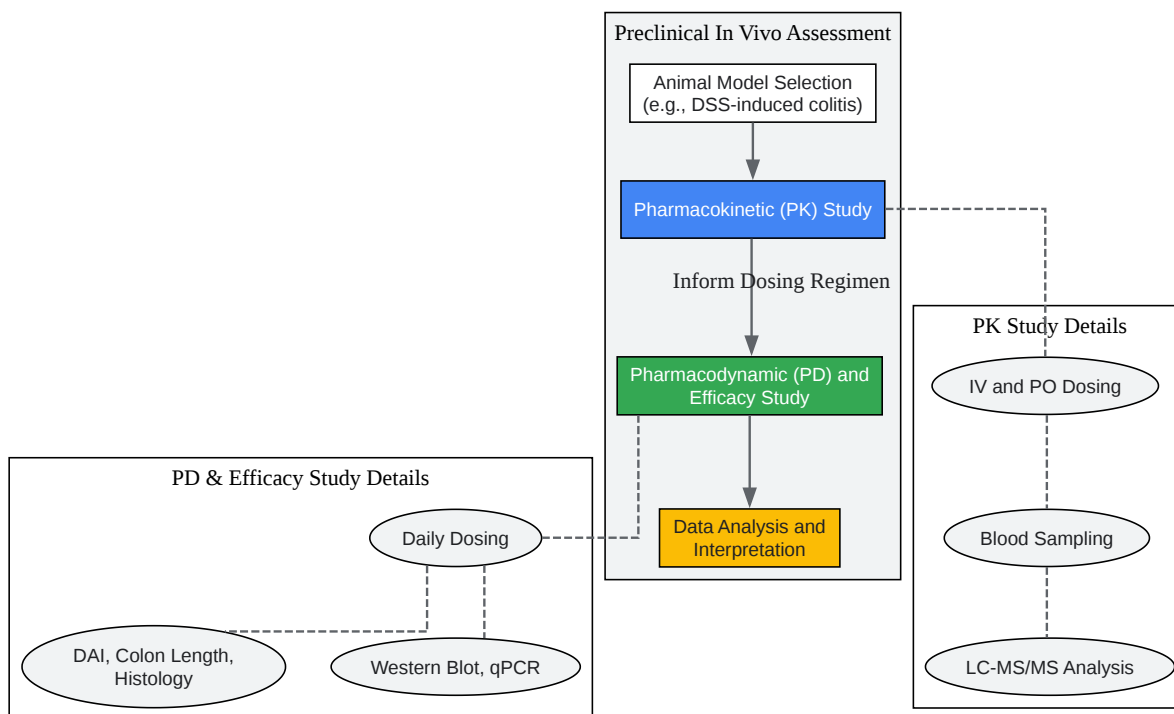 Preclinical In Vivo Assessment
Animal Model Selection
(e.g., DSS-induced colitis)
Pharmacokinetic (PK) Study
Inform Dosing Regimen
Pharmacodynamic (PD) and
Efficacy Study
Data Analysis and
Interpretation
PK Study Details
IV and PO Dosing
Blood Sampling
LC-MS/MS Analysis
PD & Efficacy Study Details
Daily Dosing
DAI, Colon Length,
Histology
Western Blot, qPCR